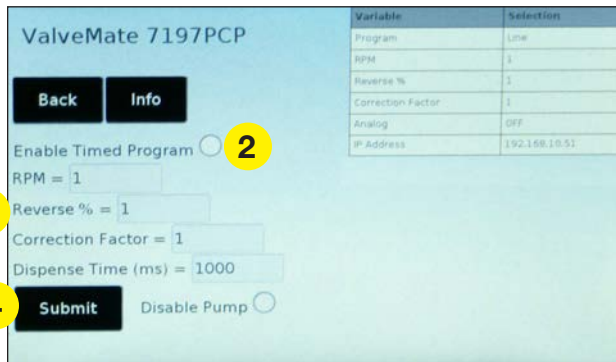 ValveMate 7197PCP
Back Info
Enable Timed Program 2
RPM = 1
Reverse % = 1
Correction Factor = 1
Dispense Time (ms) = 1000
Submit Disable Pump
Variable Selection
Program Line
RPM 1
Reverse % 1
Correction Factor 1
Analog OFF
IP Address 192.168.10.51